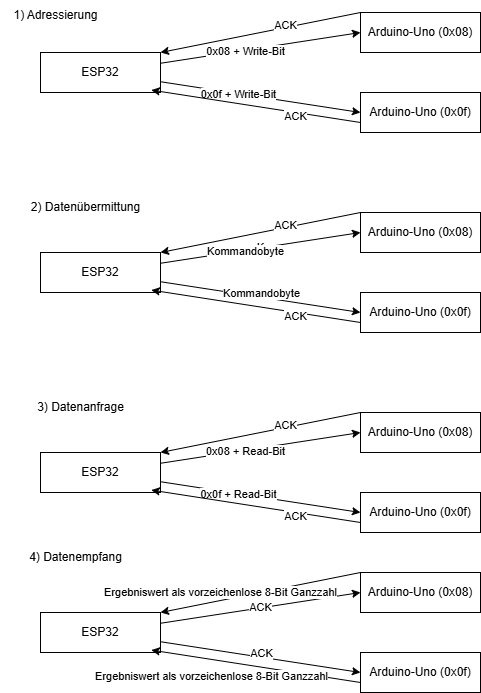 1) Adressierung
ACK
Arduino-Uno (0x08)
0x08 + Write-Bit
ESP32
0x0f + Write-Bit
Arduino-Uno (0x0f)
ACK
2) Datenübermittung
ACK
Arduino-Uno (0x08)
Kommandobyte
ESP32
Kommandobyte
Arduino-Uno (0x0f)
ACK
3) Datenanfrage
ACK
Arduino-Uno (0x08)
0x08 + Read-Bit
ESP32
0x0f + Read-Bit
Arduino-Uno (0x0f)
ACK
4) Datenempfang
Ergebniswert als vorzeichenlose 8-Bit Ganzzahl
Arduino-Uno (0x08)
ACK
ESP32
ACK
Arduino-Uno (0x0f)
Ergebniswert als vorzeichenlose 8-Bit Ganzzahl